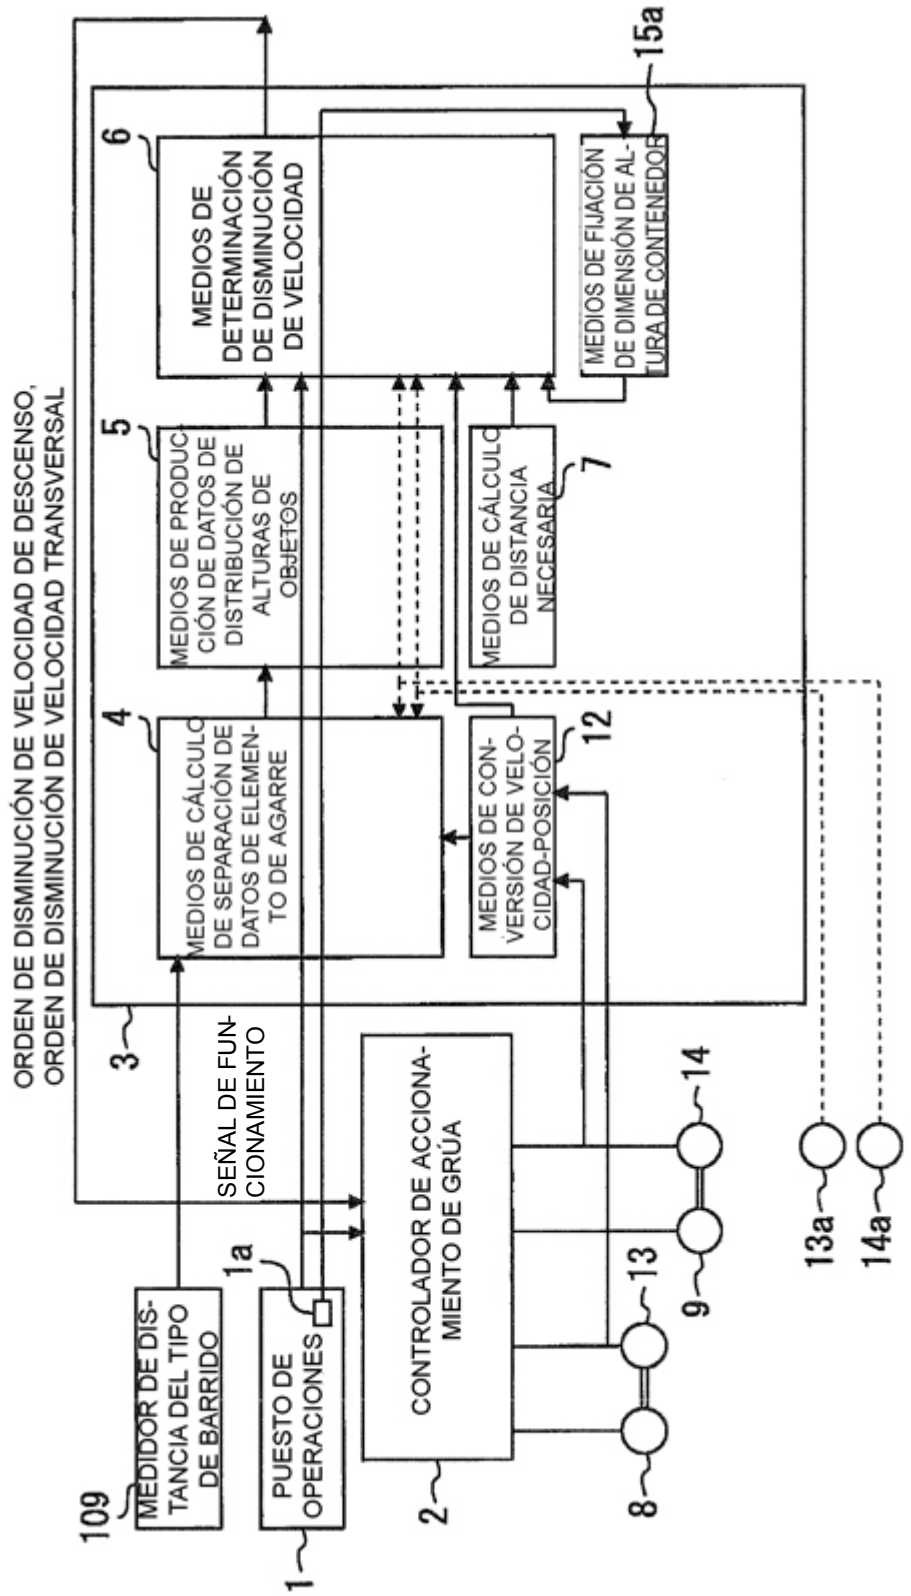 ORDEN DE DISMINUCIÓN DE VELOCIDAD DE DESCENSO,
ORDEN DE DISMINUCIÓN DE VELOCIDAD TRANSVERSAL
109
MEDIDOR DE DIS-
TANCIA DEL TIPO
DE BARRIDO
1
PUESTO DE
OPERACIONES
1a
SEÑAL DE FUN-
CIONAMIENTO
2
CONTROLADOR DE ACCIONA-
MIENTO DE GRÚA
8
13
9
14
13a
14a
3
4
MEDIOS DE CÁLCULO
DE SEPARACIÓN DE
DATOS DE ELEMEN-
TO DE AGARRE
5
MEDIOS DE PRODUC-
CIÓN DE DATOS DE
DISTRIBUCIÓN DE
ALTURAS DE
OBJETOS
6
MEDIOS DE
DETERMINACIÓN
DE DISMINUCIÓN
DE VELOCIDAD
MEDIOS DE CON-
VERSIÓN DE VELO-
CIDAD-POSICIÓN
12
MEDIOS DE CÁLCULO
DE DISTANCIA
NECESARIA
7
MEDIOS DE FIJACIÓN
DE DIMENSIÓN DE AL-
TURA DE CONTENEDOR
15a